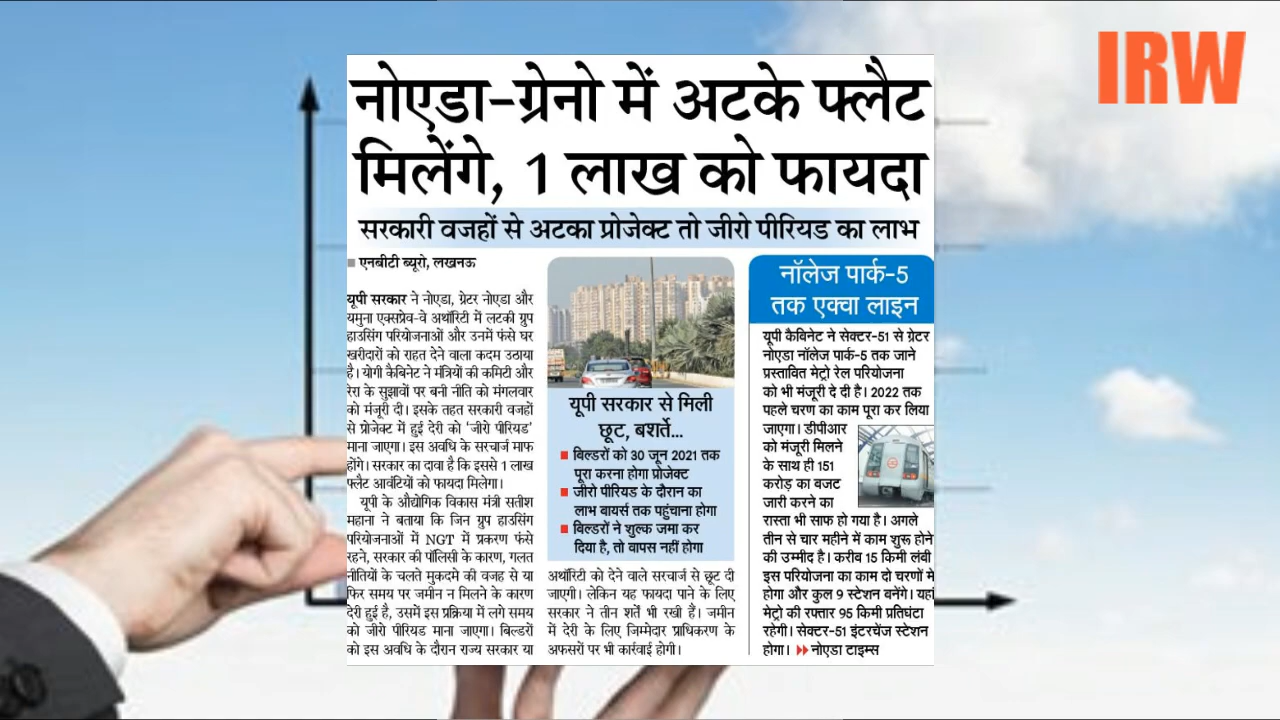 IRW
नोएडा-ग्रेनो में अटके फ्लैट
मिलेंगे, 1 लाख को फायदा
सरकारी वजहों से अटका प्रोजेक्ट तो जीरो पीरियड का लाभ
एनबीटी ब्यूरो, लखनऊ
यूपी सरकार ने नोएडा, ग्रेटर नोएडा और
यमुना एक्सप्रेव-वे अथॉरिटी में लटकी ग्रुप
हाउसिंग परियोजनाओं और उनमें फंसे घर
खरीदारों को राहत देने वाला कदम उठाया
है। योगी कैबिनेट ने मंत्रियों की कमिटी और
रेरा के सुझावों पर बनी नीति को मंगलवार
को मंजूरी दी। इसके तहत सरकारी वजहों
से प्रोजेक्ट में हुई देरी को 'जीरो पीरियड'
माना जाएगा। इस अवधि के सरचार्ज माफ
होंगे। सरकार का दावा है कि इससे 1 लाख
फ्लैट आवंटियों को फायदा मिलेगा।
यूपी के औद्योगिक विकास मंत्री सतीश
महाना ने बताया कि जिन ग्रुप हाउसिंग
परियोजनाओं में NGT में प्रकरण फंसे
रहने, सरकार की पॉलिसी के कारण, गलत
नीतियों के चलते मुकदमे की वजह से या
फिर समय पर जमीन न मिलने के कारण
देरी हुई है, उसमें इस प्रक्रिया में लगे समय
को जीरो पीरियड माना जाएगा। बिल्डरों
को इस अवधि के दौरान राज्य सरकार या
यूपी सरकार से मिली
छूट, बशर्ते...
बिल्डरों को 30 जून 2021 तक
पूरा करना होगा प्रोजेक्ट
जीरो पीरियड के दौरान का
लाभ बायर्स तक पहुंचाना होगा
बिल्डरों ने शुल्क जमा कर
दिया है, तो वापस नहीं होगा
अथॉरिटी को देने वाले सरचार्ज से छूट दी
जाएगी। लेकिन यह फायदा पाने के लिए
सरकार ने तीन शर्तें भी रखी हैं। जमीन
में देरी के लिए जिम्मेदार प्राधिकरण के
अफसरों पर भी कार्रवाई होगी।
नॉलेज पार्क-5
तक एक्वा लाइन
यूपी कैबिनेट ने सेक्टर-51 से ग्रेटर
नोएडा नॉलेज पार्क-5 तक जाने
प्रस्तावित मेट्रो रेल परियोजना
को भी मंजूरी दे दी है। 2022 तक
पहले चरण का काम पूरा कर लिया
जाएगा। डीपीआर
को मंजूरी मिलने
के साथ ही 151
करोड़ का बजट
जारी करने का
रास्ता भी साफ हो गया है। अगले
तीन से चार महीने में काम शुरू होने
की उम्मीद है। करीब 15 किमी लंबी
इस परियोजना का काम दो चरणों में
होगा और कुल 9 स्टेशन बनेंगे। यहां
मेट्रो की रफ्तार 95 किमी प्रतिघंटा
रहेगी। सेक्टर-51 इंटरचेंज स्टेशन
होगा। नोएडा टाइम्स